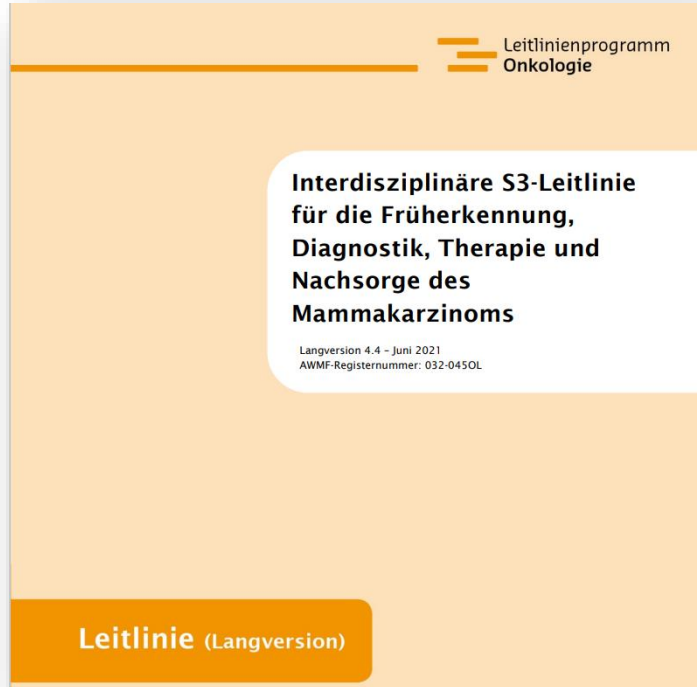 Leitlinienprogramm
Onkologie
Interdisziplinäre S3-Leitlinie
für die Früherkennung,
Diagnostik, Therapie und
Nachsorge des
Mammakarzinoms
Langversion 4.4 – Juni 2021
AWMF-Registernummer: 032-045OL
Leitlinie (Langversion)